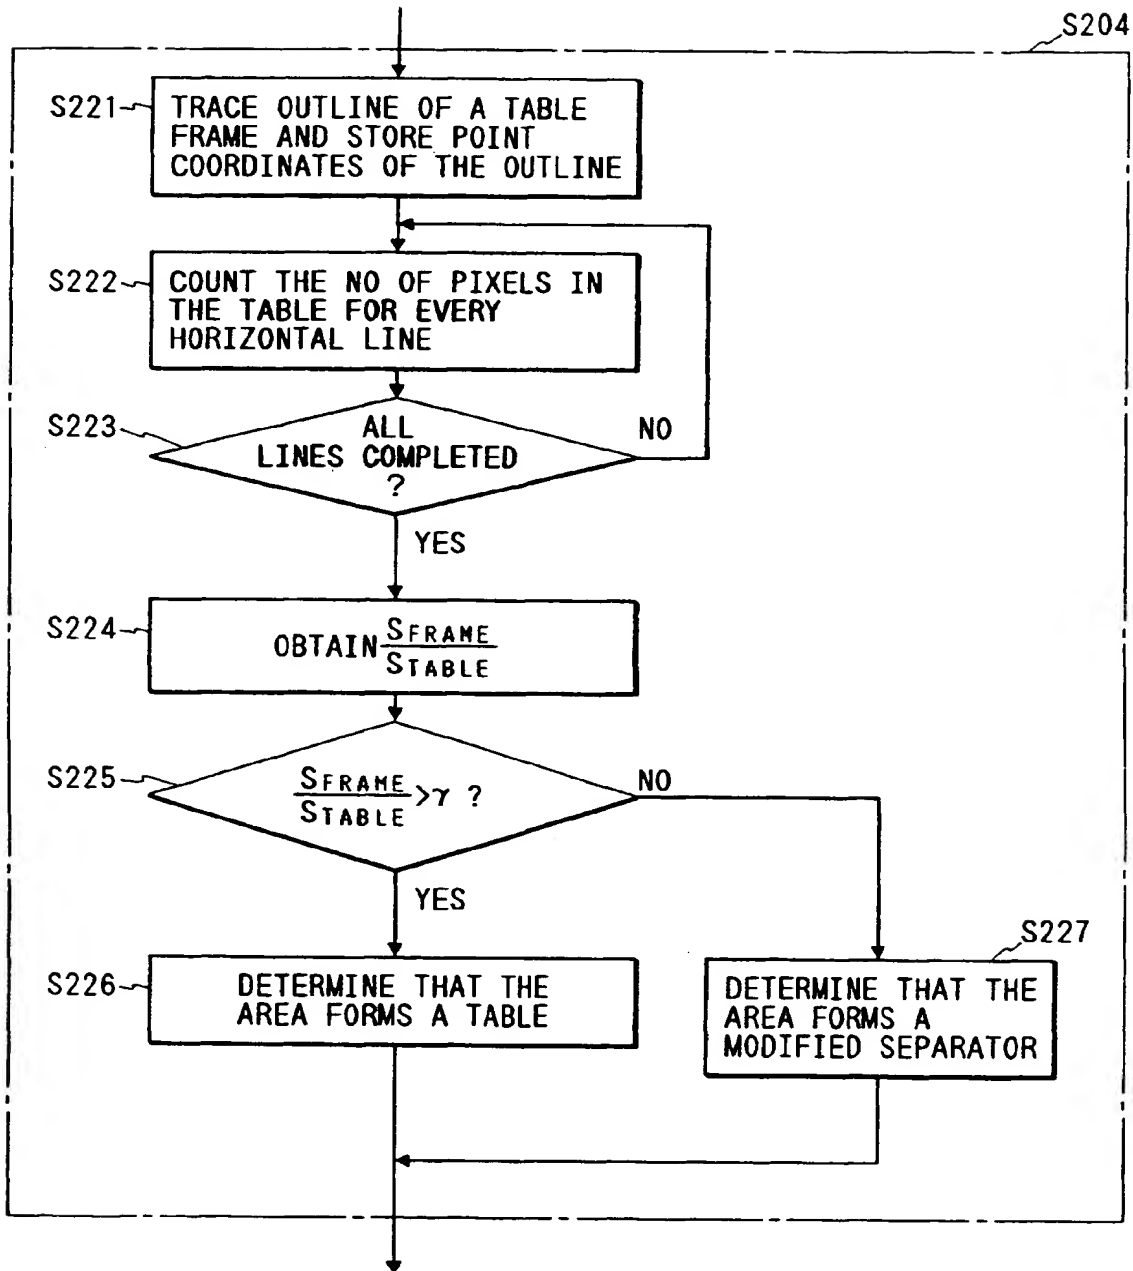 S204
S221
TRACE OUTLINE OF A TABLE
FRAME AND STORE POINT
COORDINATES OF THE OUTLINE
S222
COUNT THE NO OF PIXELS IN
THE TABLE FOR EVERY
HORIZONTAL LINE
S223
ALL
LINES COMPLETED
?
NO
YES
S224
OBTAIN SFRAME/STABLE
S225
SFRAME/STABLE >γ ?
NO
YES
S226
DETERMINE THAT THE
AREA FORMS A TABLE
S227
DETERMINE THAT THE
AREA FORMS A
MODIFIED SEPARATOR